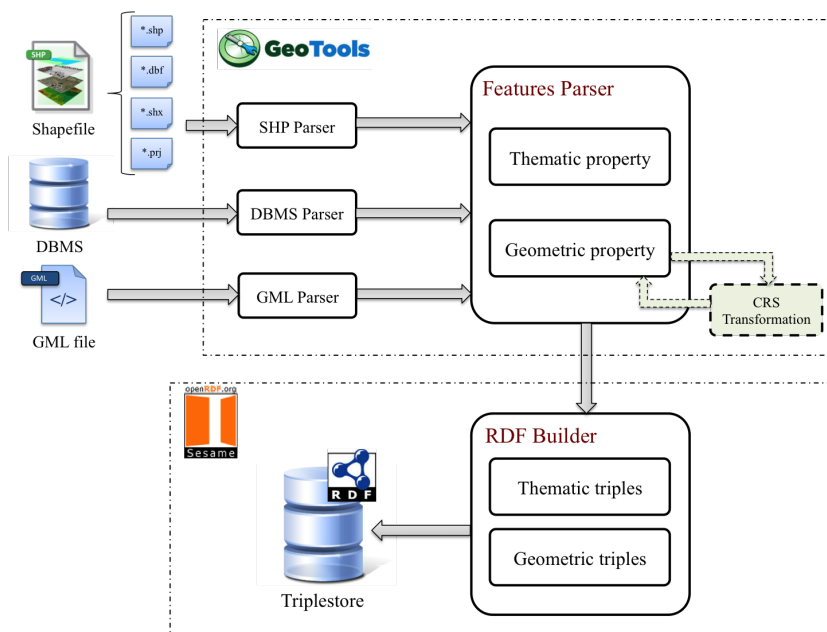 GeoTools
SHP
*.shp
*.dbf
*.shx
*.prj
Shapefile
SHP Parser
Features Parser
Thematic property
DBMS
DBMS Parser
Geometric property
GML
</>
GML file
GML Parser
CRS
Transformation
openRDF.org
Sesame
RDF Builder
RDF
Thematic triples
Geometric triples
Triplestore